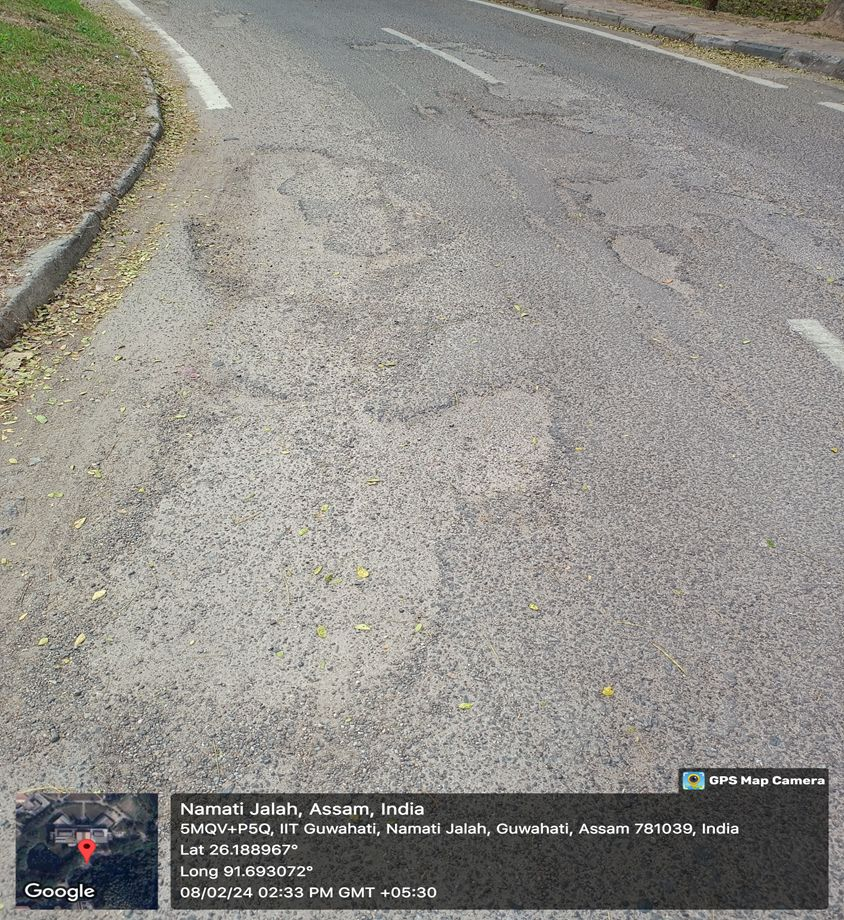 GPS Map Camera
Namati Jalah, Assam, India
5MQV+P5Q, IIT Guwahati, Namati Jalah, Guwahati, Assam 781039, India
Lat 26.188967°
Long 91.693072°
08/02/24 02:33 PM GMT +05:30
Google